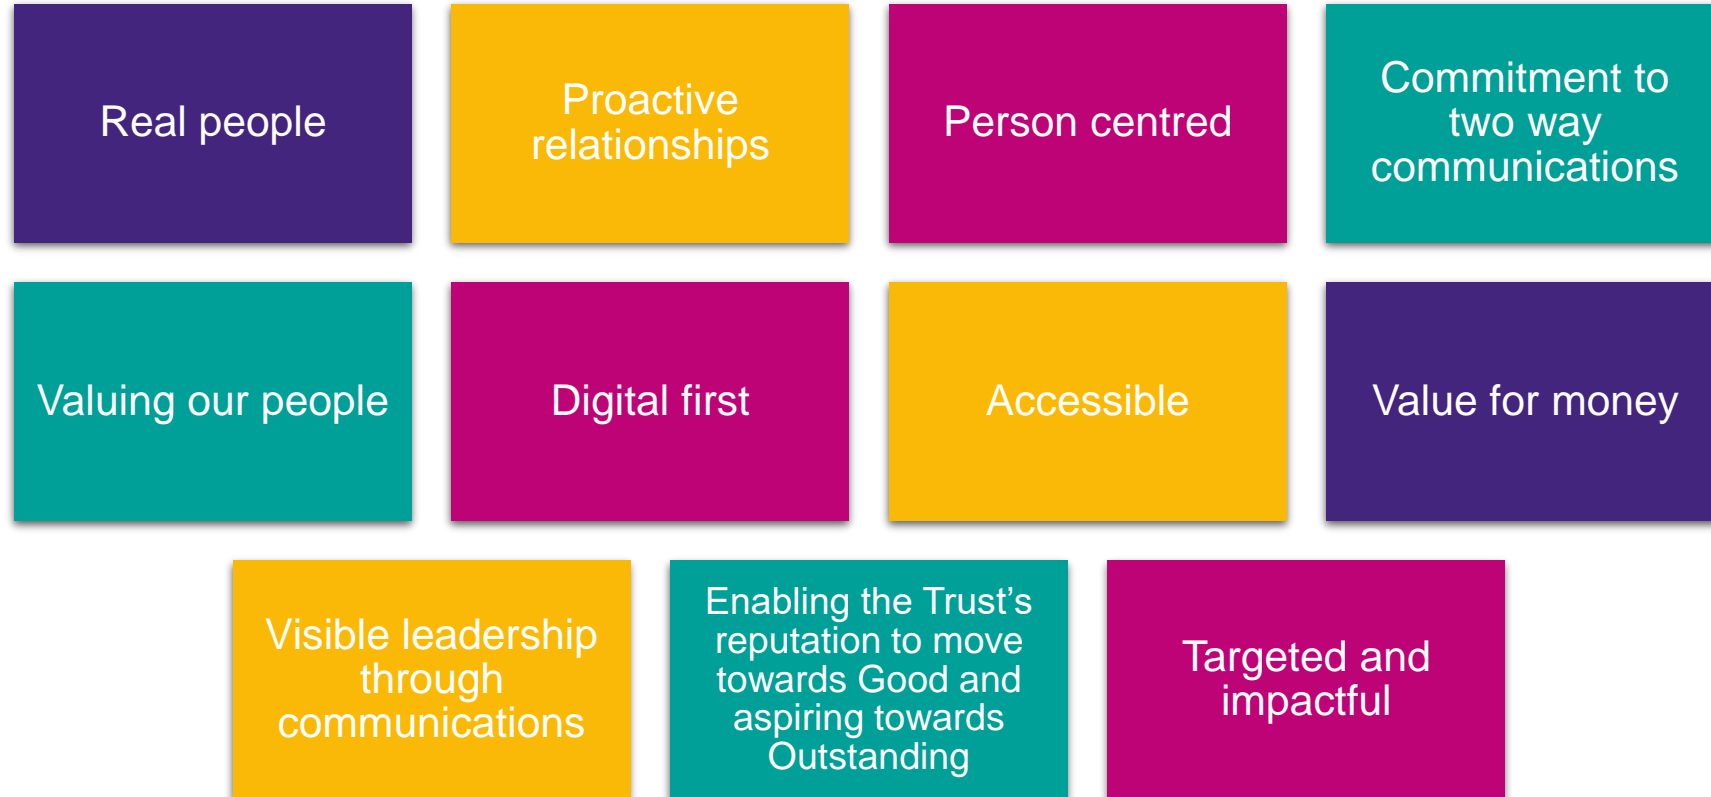 Real people
Proactive
relationships
Person centred
Commitment to
two way
communications
Valuing our people
Digital first
Accessible
Value for money
Visible leadership
through
communications
Enabling the Trust’s
reputation to move
towards Good and
aspiring towards
Outstanding
Targeted and
impactful